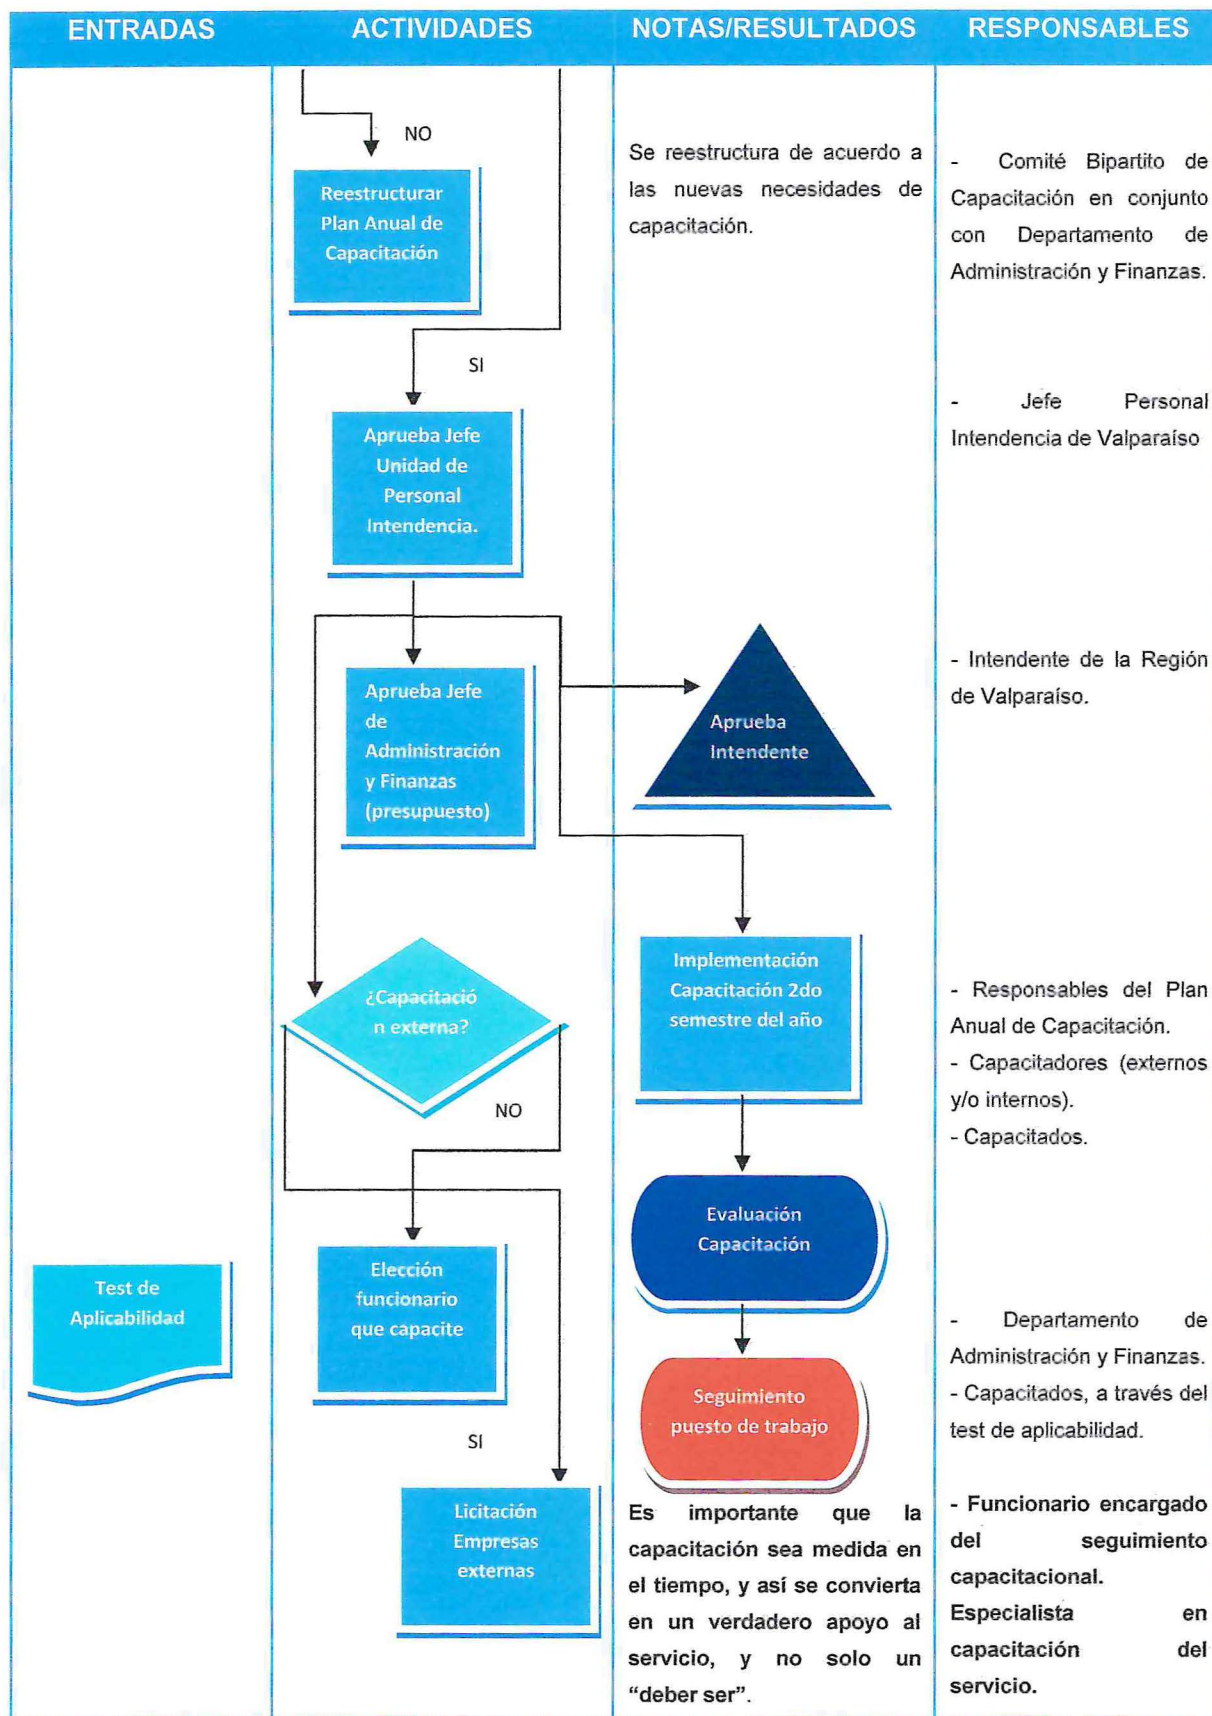 ENTRADAS
ACTIVIDADES
NOTAS/RESULTADOS
RESPONSABLES
NO
Reestructurar
Plan Anual de
Capacitación
Se reestructura de acuerdo a
las nuevas necesidades de
capacitación.
- Comité Bipartito de
Capacitación en conjunto
con Departamento de
Administración y Finanzas.
SI
Aprueba Jefe
Unidad de
Personal
Intendencia.
- Jefe Personal
Intendencia de Valparaíso
Aprueba Jefe
de
Administración
y Finanzas
(presupuesto)
Aprueba
Intendente
- Intendente de la Región
de Valparaíso.
¿Capacitació
n externa?
NO
Implementación
Capacitación 2do
semestre del año
- Responsables del Plan
Anual de Capacitación.
- Capacitadores (externos
y/o internos).
- Capacitados.
Evaluación
Capacitación
Test de
Aplicabilidad
Elección
funcionario
que capacite
- Departamento de
Administración y Finanzas.
- Capacitados, a través del
test de aplicabilidad.
Seguimiento
puesto de trabajo
SI
Licitación
Empresas
externas
Es importante que la
capacitación sea medida en
el tiempo, y así se convierta
en un verdadero apoyo al
servicio, y no solo un
“deber ser”.
- Funcionario encargado
del seguimiento
capacitacional.
Especialista en
capacitación del
servicio.